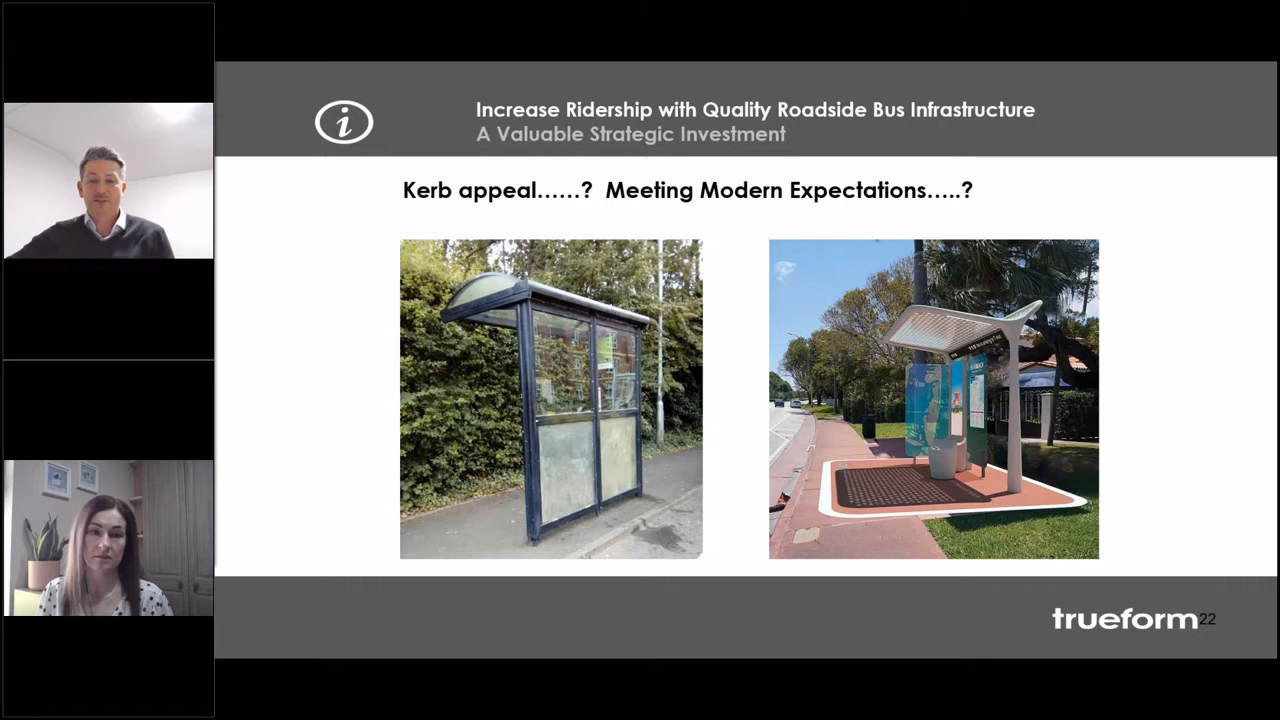 Increase Ridership with Quality Roadside Bus Infrastructure
A Valuable Strategic Investment
Kerb appeal......? Meeting Modern Expectations.....?
trueform
22